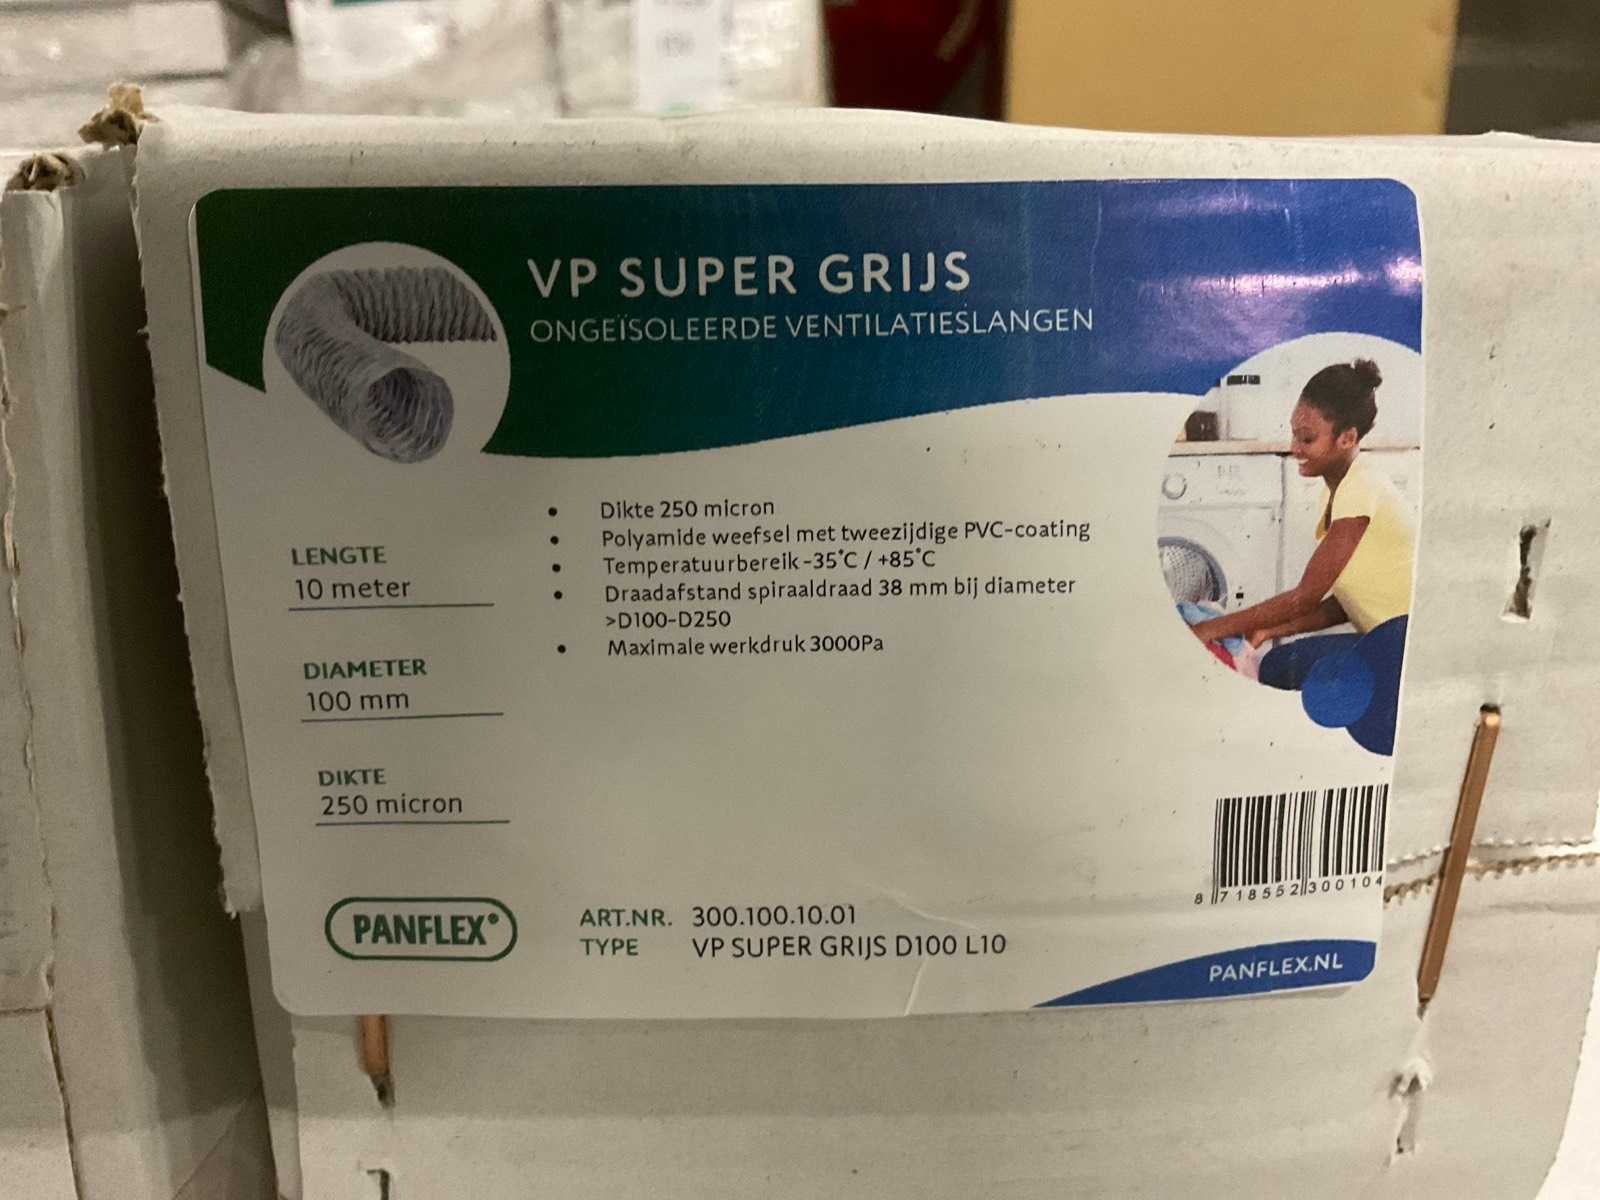 VP SUPER GRIJS
ONGEÏSOLEERDE VENTILATIESLANGEN
• Dikte 250 micron
• Polyamide weefsel met tweezijdige PVC-coating
• Temperatuurbereik -35°C / +85°C
• Draadafstand spiraaldraad 38 mm bij diameter
>D100-D250
• Maximale werkdruk 3000Pa
LENGTE
10 meter
DIAMETER
100 mm
DIKTE
250 micron
PANFLEX®
ART.NR. 300.100.10.01
TYPE VP SUPER GRIJS D100 L10
8 718552 300104
PANFLEX.NL